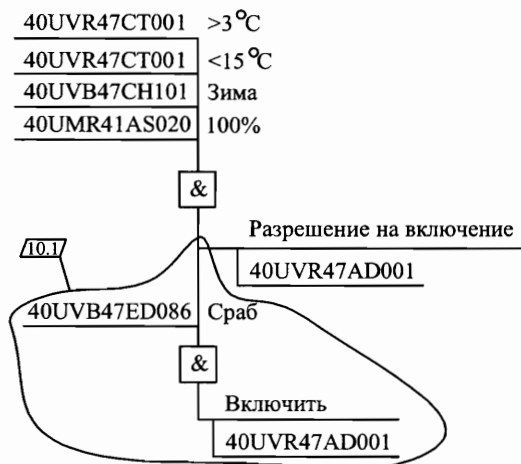 40UVR47CT001 >3 °C
40UVR47CT001 <15 °C
40UVB47CH101 Зима
40UMR41AS020 100%
&
Разрешение на включение
10.1
40UVR47AD001
40UVB47ED086 Сраб
&
Включить
40UVR47AD001